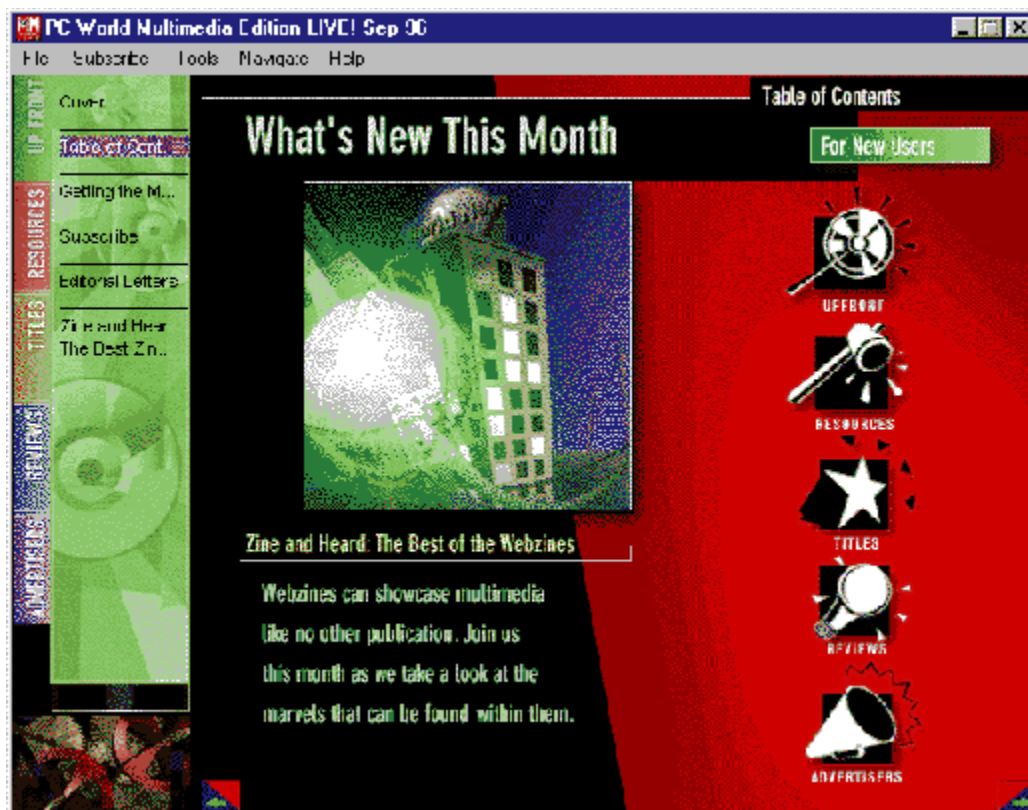 PC World Multimedia Edition LIVE! Sep 96
File Subscribe Tools Navigate Help
UP FRONT
RESOURCES
TITLES
REVIEWS
ADVERTISERS
Cover
Table of Cont...
Getting the M...
Subscribe
Editorial Letters
Zine and Hear
The Best Zin...
Table of Contents
What's New This Month
For New Users
Zine and Heard: The Best of the Webzines
Webzines can showcase multimedia
like no other publication. Join us
this month as we take a look at the
marvels that can be found within them.
UPFRONT
RESOURCES
TITLES
REVIEWS
ADVERTISERS